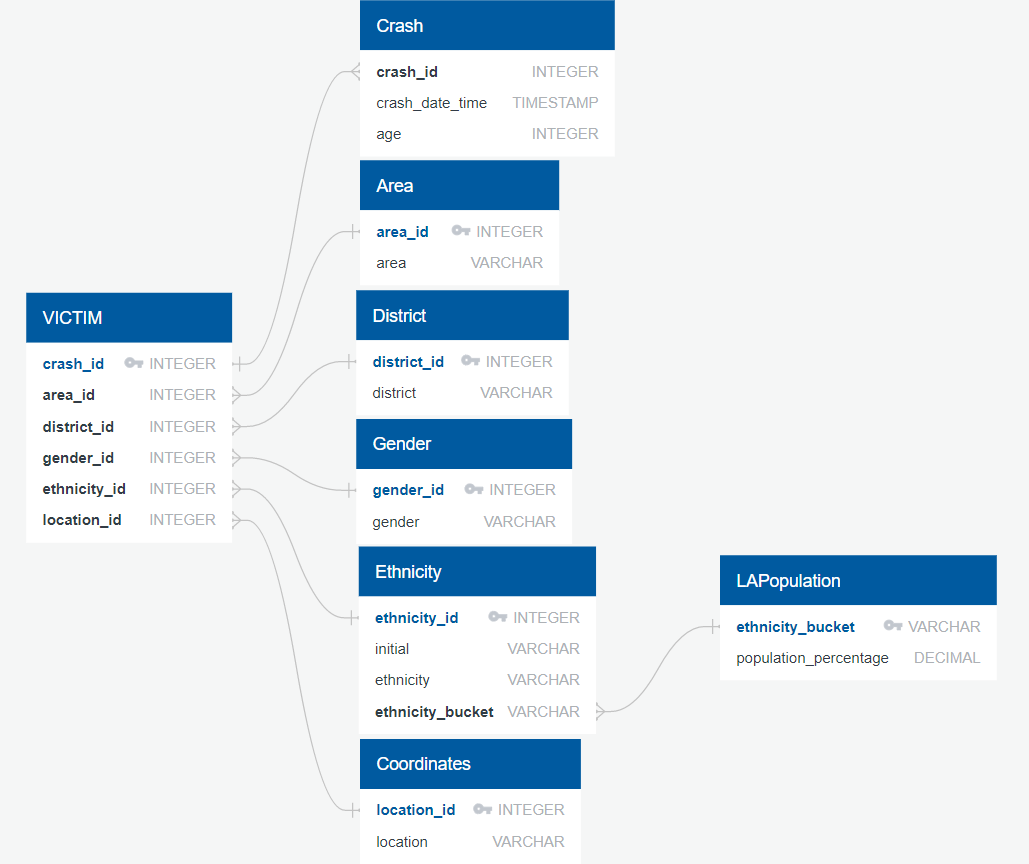 Crash
crash_id INTEGER
crash_date_time TIMESTAMP
age INTEGER
Area
area_id INTEGER
area VARCHAR
VICTIM
crash_id INTEGER
area_id INTEGER
district_id INTEGER
gender_id INTEGER
ethnicity_id INTEGER
location_id INTEGER
District
district_id INTEGER
district VARCHAR
Gender
gender_id INTEGER
gender VARCHAR
Ethnicity
ethnicity_id INTEGER
initial VARCHAR
ethnicity VARCHAR
ethnicity_bucket VARCHAR
LAPopulation
ethnicity_bucket VARCHAR
population_percentage DECIMAL
Coordinates
location_id INTEGER
location VARCHAR